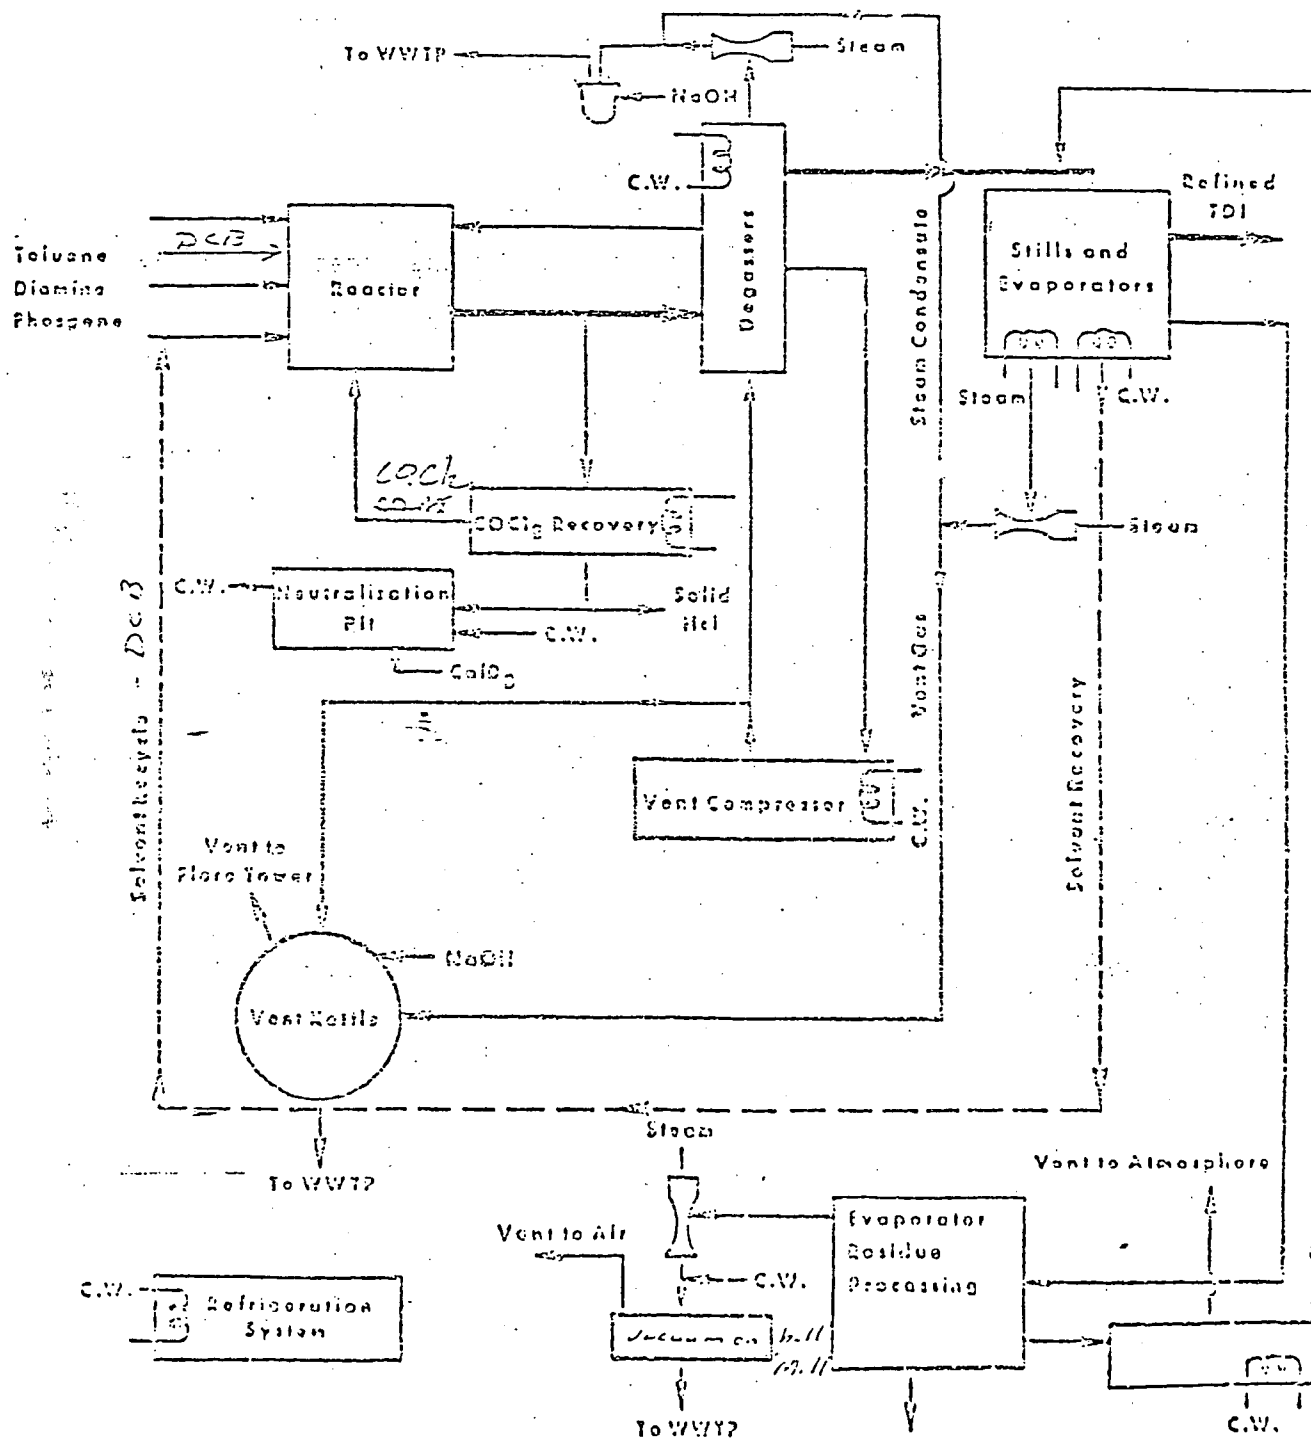 To WWTP
Steam
NaOH
C.W.
Refined
TDI
DCB
Toluene
Diamine
Phosgene
Reactor
Degassers
Stills and
Evaporators
Steam Condensate
Steam
C.W.
COCl2
COCl2 Recovery
Steam
C.W.
Neutralization
Pit
Solid
Hcl
C.W.
Vent Gas
Solvent Recycle - DCB
Solvent Recovery
Vent Compressor
C.W.
Vent to
Flare Tower
NaOH
Vent Kettle
Steam
To WWTP
Vent to Atmosphere
Vent to Air
Evaporator
Residue
Processing
C.W.
C.W.
Refrigeration
System
Vacuum
To WWTP
C.W.